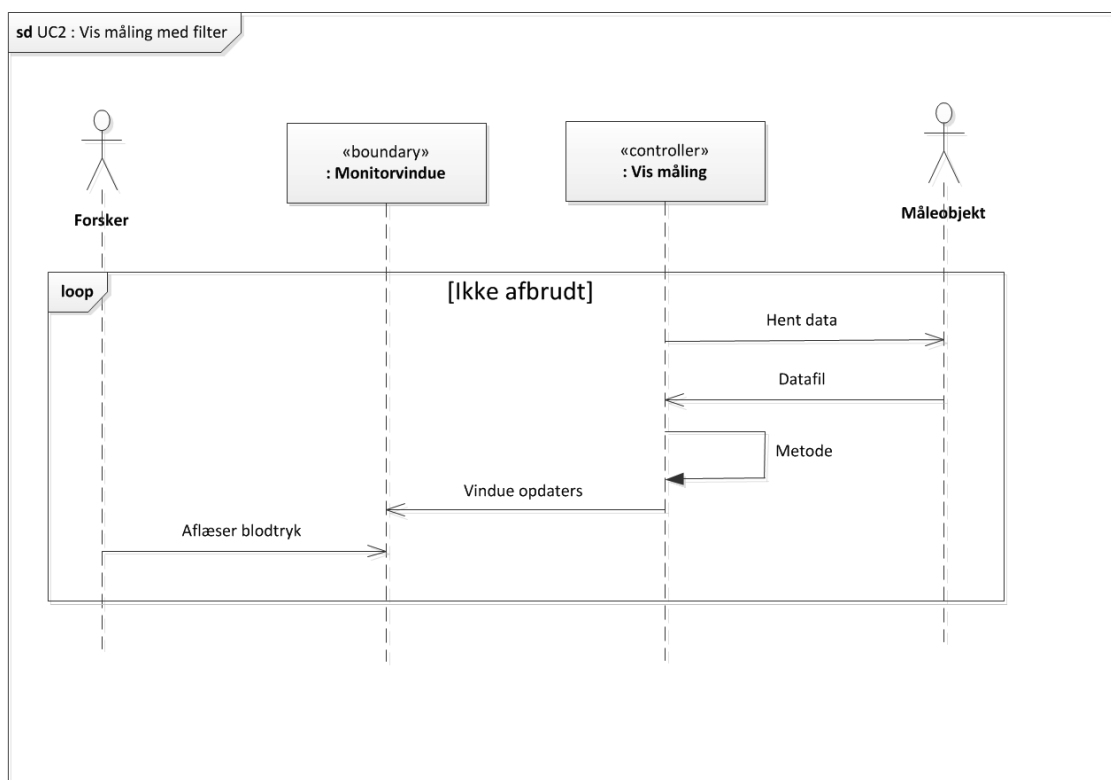 sd UC2 : Vis måling med filter
«boundary»
: Monitorvindue
«controller»
: Vis måling
Forsker
Måleobjekt
loop
[Ikke afbrudt]
Hent data
Datafil
Metode
Vindue opdaters
Aflæser blodtryk